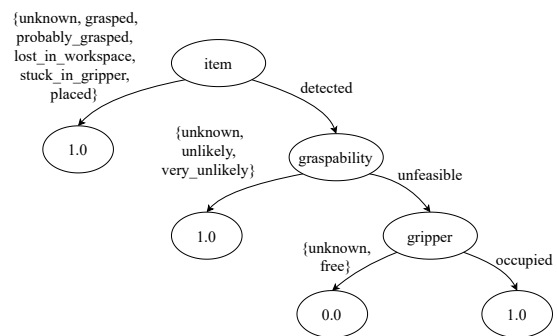 {unknown, grasped,
probably_grasped,
lost_in_workspace,
stuck_in_gripper,
placed}
item
detected
1.0
{unknown,
unlikely,
very_unlikely}
graspability
unfeasible
1.0
gripper
{unknown,
free}
occupied
0.0
1.0